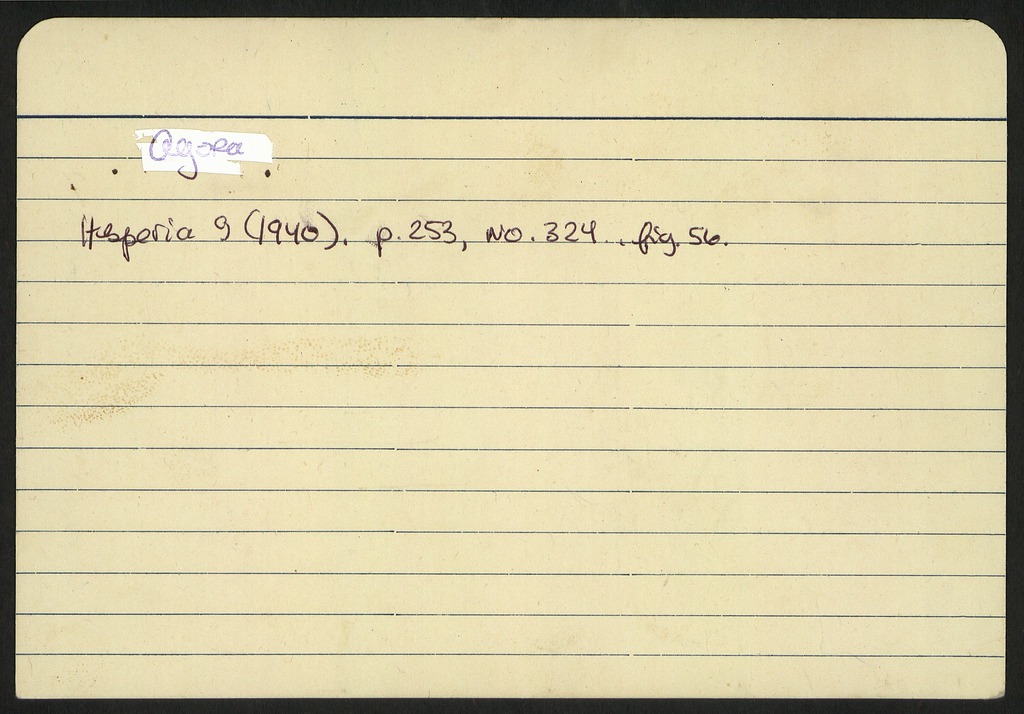 Agora
Hesperia 9 (1940). p. 253, No. 324. fig. 56.